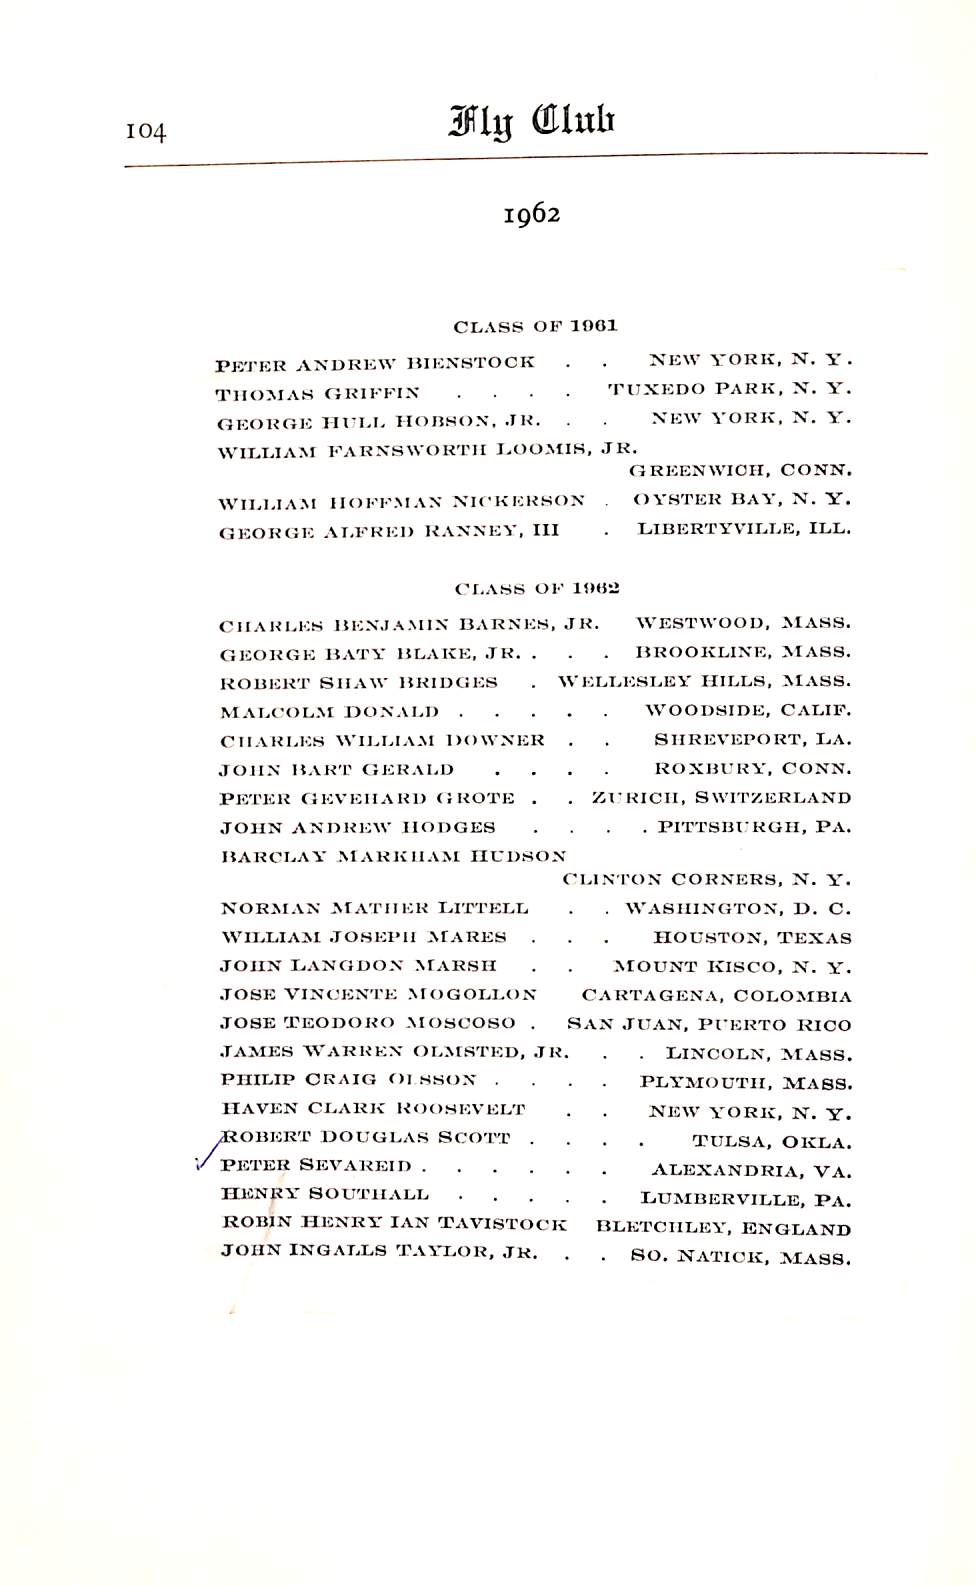 104 Fly Club
1962
CLASS OF 1961
PETER ANDREW BIENSTOCK . . NEW YORK, N. Y.
THOMAS GRIFFIN . . . . TUXEDO PARK, N. Y.
GEORGE HULL HOBSON, JR. . . NEW YORK, N. Y.
WILLIAM FARNSWORTH LOOMIS, JR.
GREENWICH, CONN.
WILLIAM HOFFMAN NICKERSON . OYSTER BAY, N. Y.
GEORGE ALFRED RANNEY, III . LIBERTYVILLE, ILL.
CLASS OF 1962
CHARLES BENJAMIN BARNES, JR. WESTWOOD, MASS.
GEORGE BATY BLAKE, JR. . . . BROOKLINE, MASS.
ROBERT SHAW BRIDGES . WELLESLEY HILLS, MASS.
MALCOLM DONALD . . . . . WOODSIDE, CALIF.
CHARLES WILLIAM DOWNER . . SHREVEPORT, LA.
JOHN BART GERALD . . . . ROXBURY, CONN.
PETER GEVEHARD GROTE . . ZURICH, SWITZERLAND
JOHN ANDREW HODGES . . . . PITTSBURGH, PA.
BARCLAY MARKHAM HUDSON
CLINTON CORNERS, N. Y.
NORMAN MATHER LITTELL . . WASHINGTON, D. C.
WILLIAM JOSEPH MARES . . . HOUSTON, TEXAS
JOHN LANGDON MARSH . . MOUNT KISCO, N. Y.
JOSE VINCENTE MOGOLLON CARTAGENA, COLOMBIA
JOSE TEODORO MOSCOSO . SAN JUAN, PUERTO RICO
JAMES WARREN OLMSTED, JR. . . LINCOLN, MASS.
PHILIP CRAIG OLSSON . . . . PLYMOUTH, MASS.
HAVEN CLARK ROOSEVELT . . NEW YORK, N. Y.
ROBERT DOUGLAS SCOTT . . . . TULSA, OKLA.
PETER SEVAREID . . . . . . ALEXANDRIA, VA.
HENRY SOUTHALL . . . . . LUMBERVILLE, PA.
ROBIN HENRY IAN TAVISTOCK BLETCHLEY, ENGLAND
JOHN INGALLS TAYLOR, JR. . . SO. NATICK, MASS.